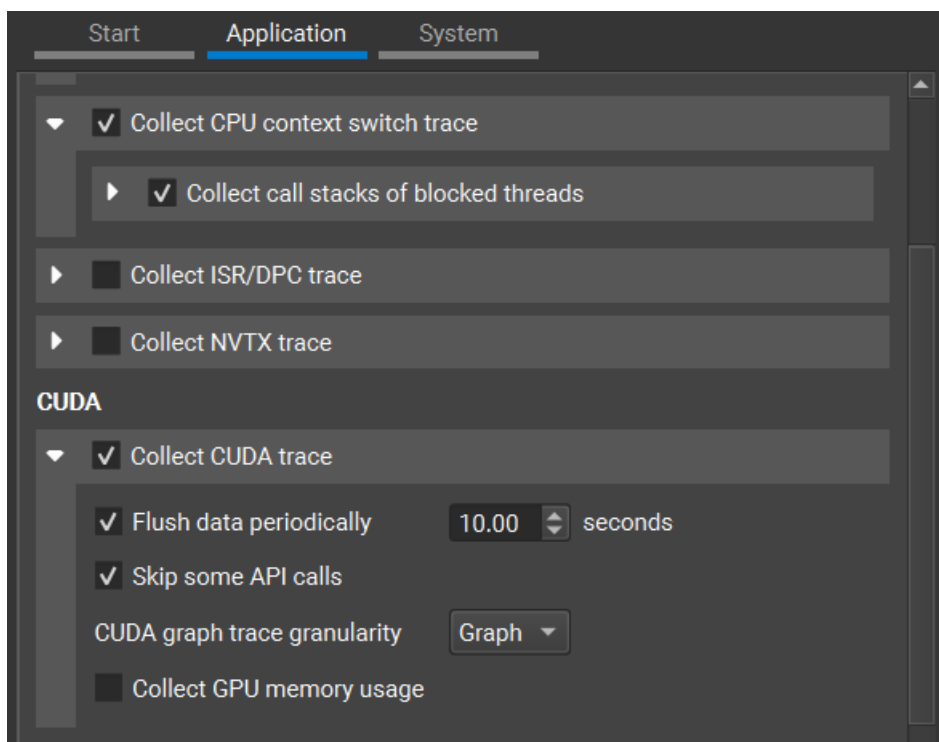 Start Application System
Collect CPU context switch trace
Collect call stacks of blocked threads
Collect ISR/DPC trace
Collect NVTX trace
CUDA
Collect CUDA trace
Flush data periodically 10.00 seconds
Skip some API calls
CUDA graph trace granularity Graph
Collect GPU memory usage